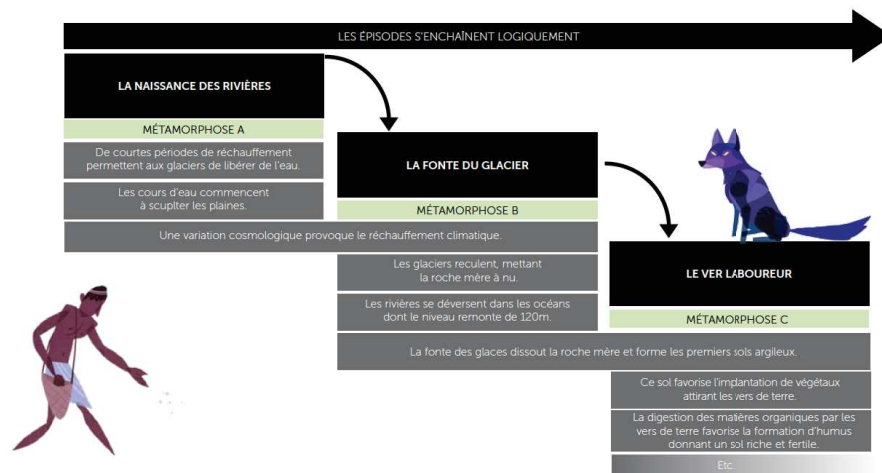 LES ÉPISODES S'ENCHAÎNENT LOGIQUEMENT
LA NAISSANCE DES RIVIÈRES
MÉTAMORPHOSE A
De courtes périodes de réchauffement
permettent aux glaciers de libérer de l'eau.
Les cours d'eau commencent
à scuplter les plaines.
LA FONTE DU GLACIER
MÉTAMORPHOSE B
Une variation cosmologique provoque le réchauffement climatique.
Les glaciers reculent, mettant
la roche mère à nu.
Les rivières se déversent dans les océans
dont le niveau remonte de 120m.
LE VER LABOUREUR
MÉTAMORPHOSE C
La fonte des glaces dissout la roche mère et forme les premiers sols argileux.
Ce sol favorise l'implantation de végétaux
attirant les vers de terre.
La digestion des matières organiques par les
vers de terre favorise la formation d'humus
donnant un sol riche et fertile.
Etc.